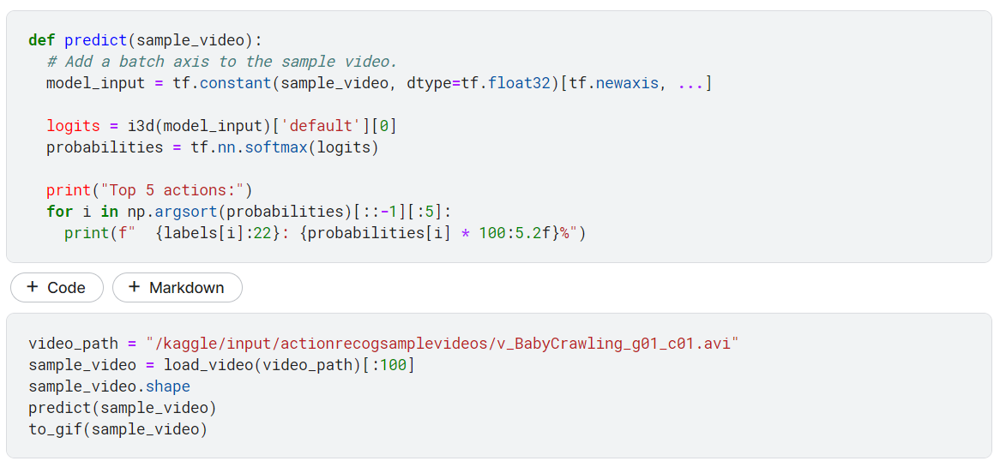 def predict(sample_video):
  # Add a batch axis to the sample video.
  model_input = tf.constant(sample_video, dtype=tf.float32)[tf.newaxis, ...]
  logits = i3d(model_input)['default'][0]
  probabilities = tf.nn.softmax(logits)
  print("Top 5 actions:")
  for i in np.argsort(probabilities)[::-1][:5]:
    print(f"  {labels[i]:22}: {probabilities[i] * 100:5.2f}%")
+ Code + Markdown
video_path = "/kaggle/input/actionrecogsamplevideos/v_BabyCrawling_g01_c01.avi"
sample_video = load_video(video_path)[:100]
sample_video.shape
predict(sample_video)
to_gif(sample_video)